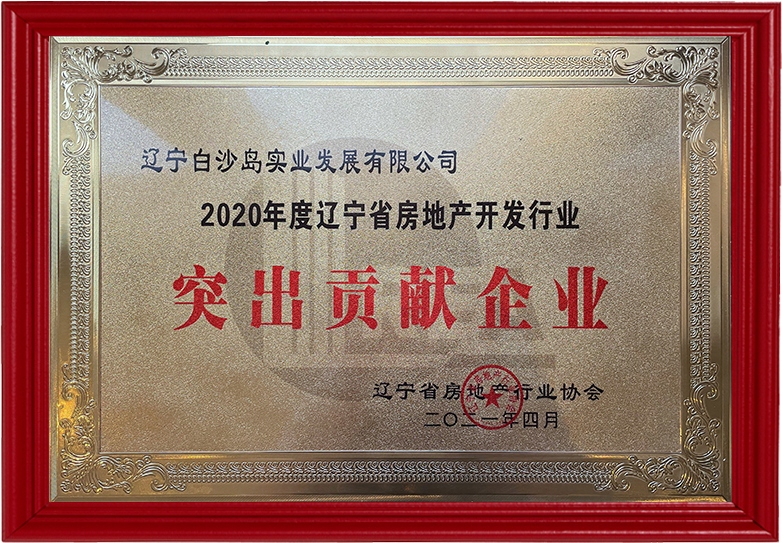 辽宁白沙岛实业发展有限公司
2020年度辽宁省房地产开发行业
突出贡献企业
辽宁省房地产行业协会
二〇二一年四月